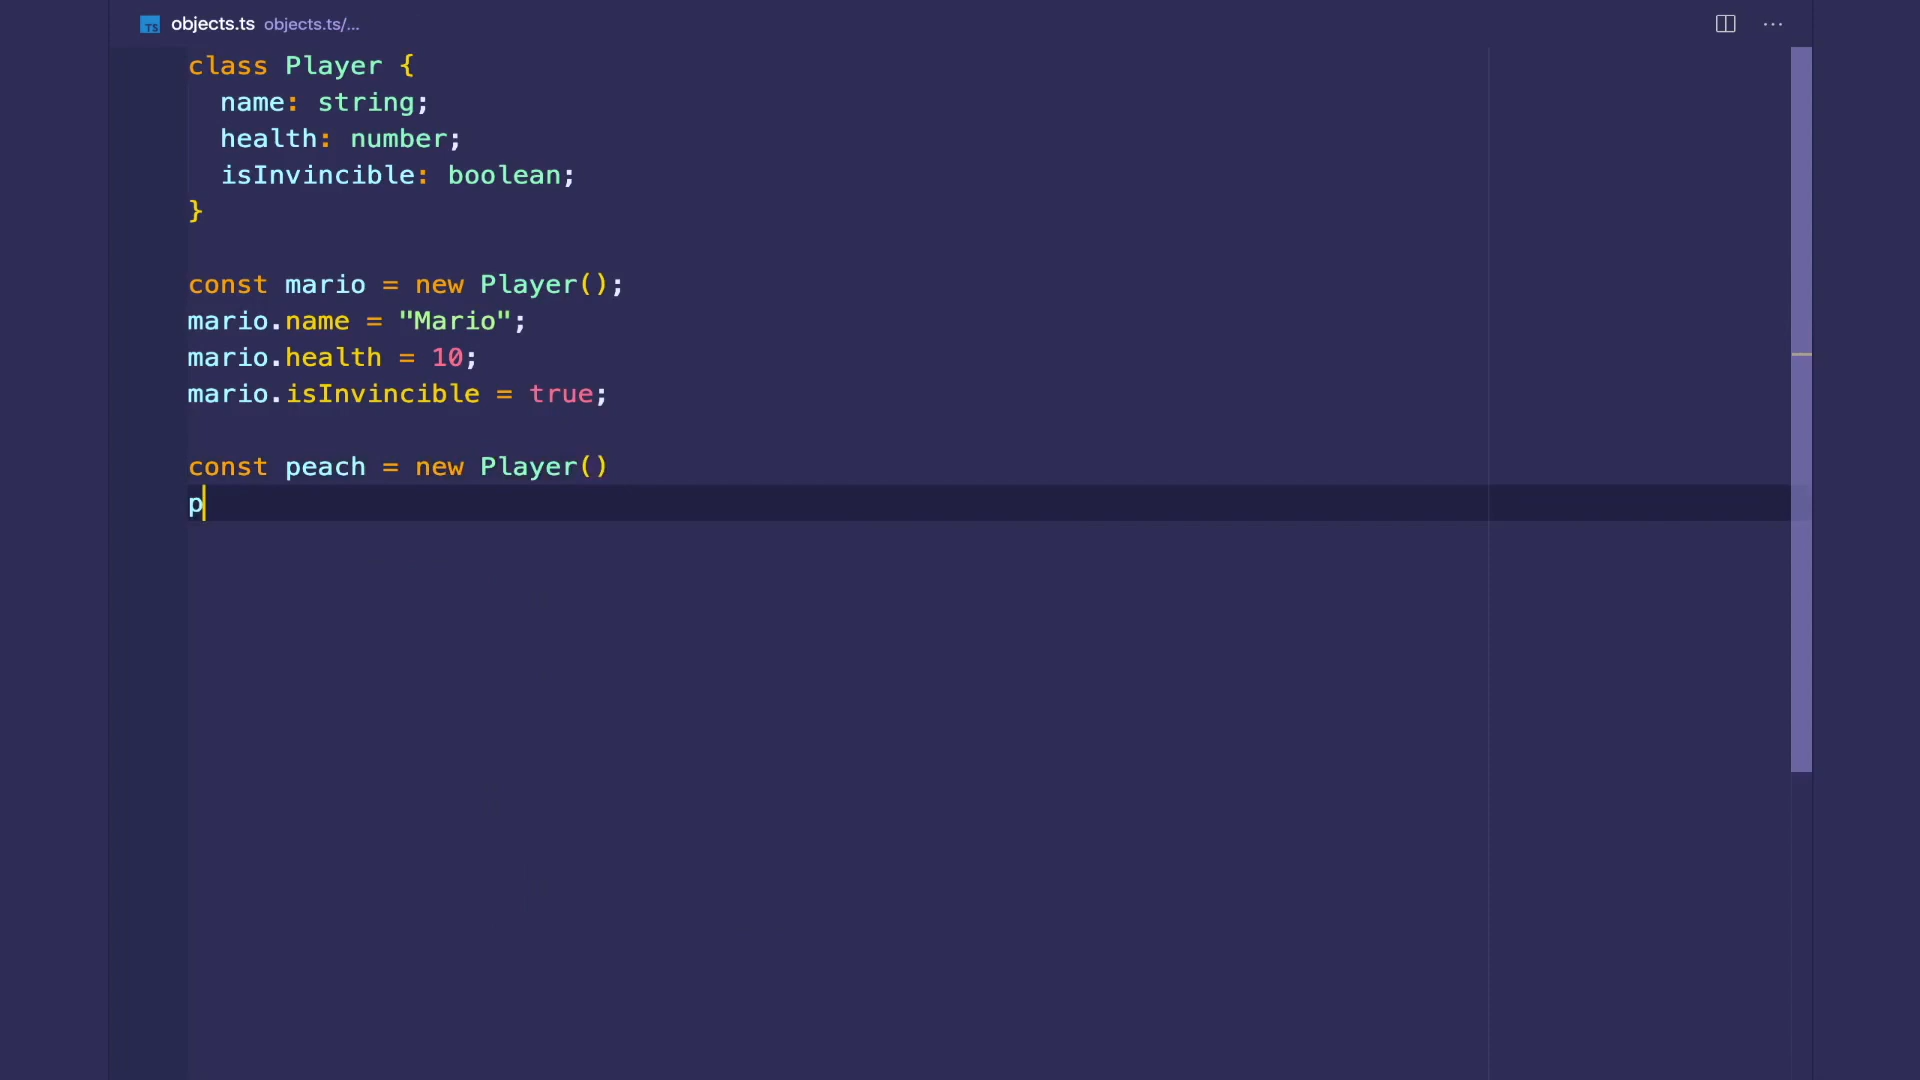 TS objects.ts objects.ts/...
class Player {
  name: string;
  health: number;
  isInvincible: boolean;
}
const mario = new Player();
mario.name = "Mario";
mario.health = 10;
mario.isInvincible = true;
const peach = new Player()
p